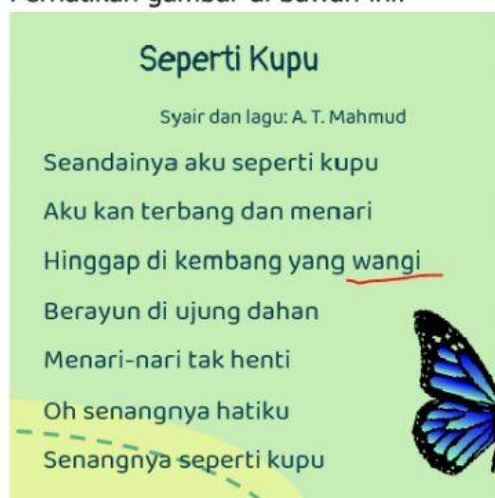 Seperti Kupu
Syair dan lagu: A. T. Mahmud
Seandainya aku seperti kupu
Aku kan terbang dan menari
Hinggap di kembang yang wangi
Berayun di ujung dahan
Menari-nari tak henti
Oh senangnya hatiku
Senangnya seperti kupu